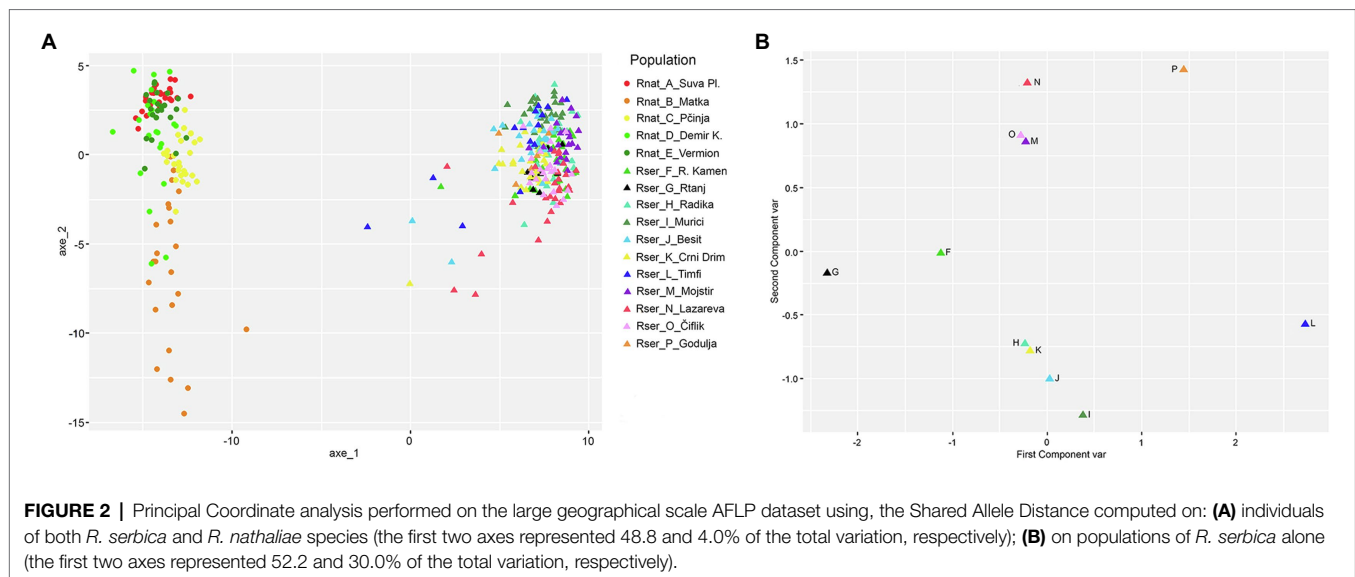 A
5
0
-5
-10
-15
axe_2
-10
0
10
axe_1
Population
Rnat_A_Suva Pl.
Rnat_B_Matka
Rnat_C_Pčinja
Rnat_D_Demir K.
Rnat_E_Vermion
Rser_F_R. Kamen
Rser_G_Rtanj
Rser_H_Radika
Rser_I_Murici
Rser_J_Besit
Rser_K_Crni Drim
Rser_L_Timfi
Rser_M_Mojstir
Rser_N_Lazareva
Rser_O_Čiflik
Rser_P_Godulja
B
1.5
1.0
0.5
0.0
-0.5
-1.0
Second Component var
P
N
O
M
F
G
L
H
K
J
I
-2
-1
0
1
2
First Component var
FIGURE 2 | Principal Coordinate analysis performed on the large geographical scale AFLP dataset using, the Shared Allele Distance computed on: (A) individuals
of both R. serbica and R. nathaliae species (the first two axes represented 48.8 and 4.0% of the total variation, respectively); (B) on populations of R. serbica alone
(the first two axes represented 52.2 and 30.0% of the total variation, respectively).